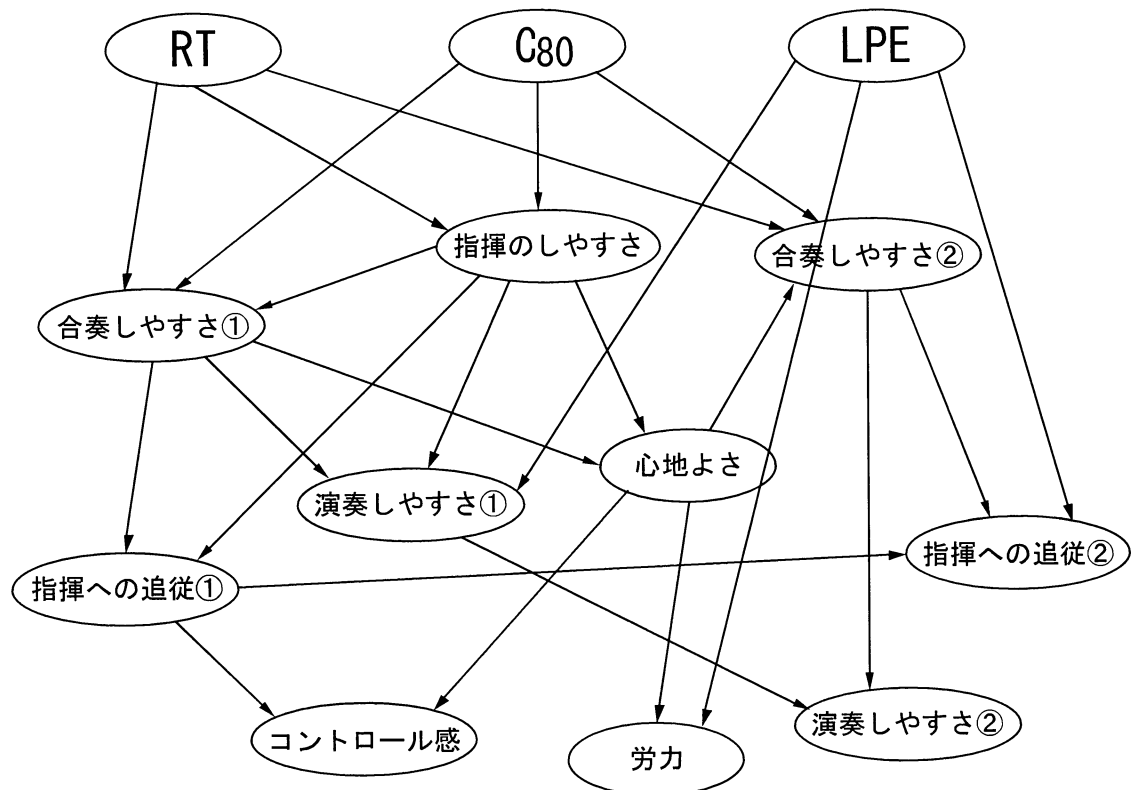 RT
C80
LPE
指揮のしやすさ
合奏しやすさ②
合奏しやすさ①
心地よさ
演奏しやすさ①
指揮への追従②
指揮への追従①
演奏しやすさ②
コントロール感
労力